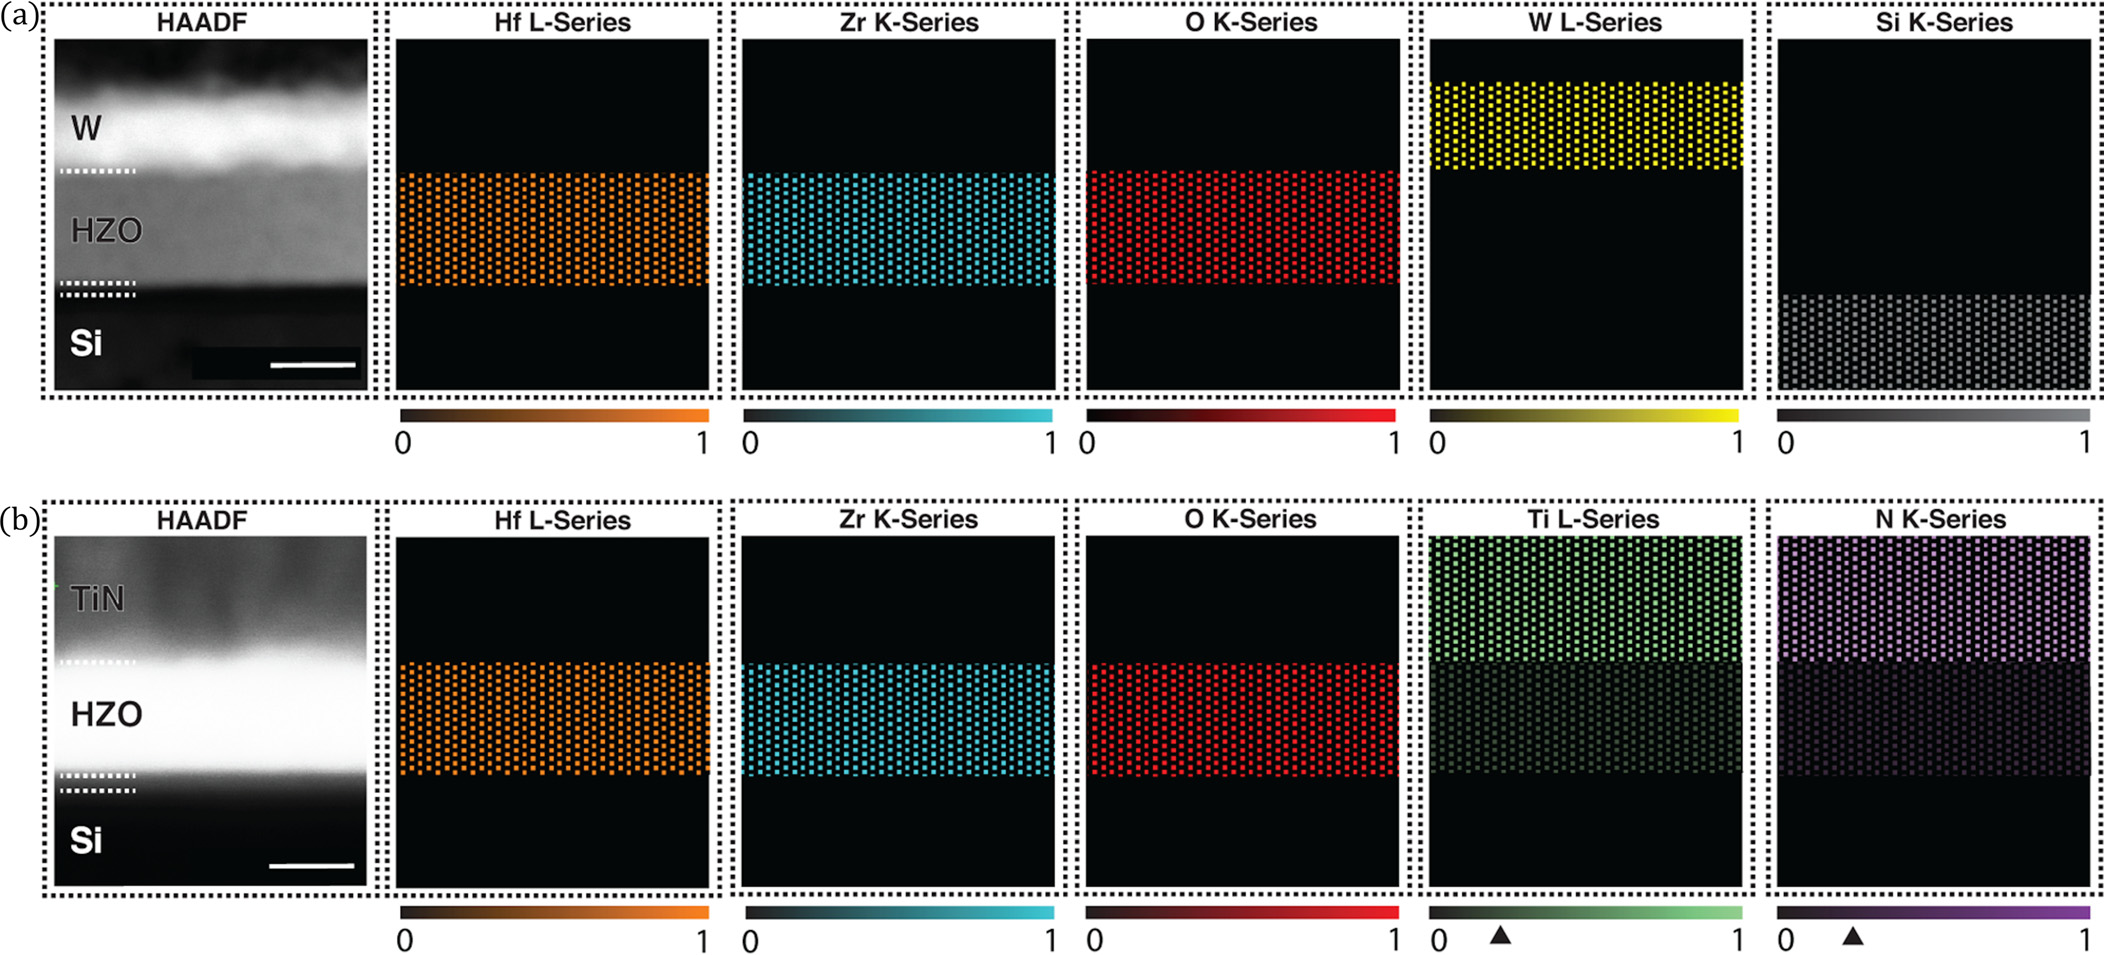 (a)
HAADF
Hf L-Series
Zr K-Series
O K-Series
W L-Series
Si K-Series
W
HZO
Si
0 1
0 1
0 1
0 1
0 1
(b)
HAADF
Hf L-Series
Zr K-Series
O K-Series
Ti L-Series
N K-Series
TiN
HZO
Si
0 1
0 1
0 1
0 1
0 1